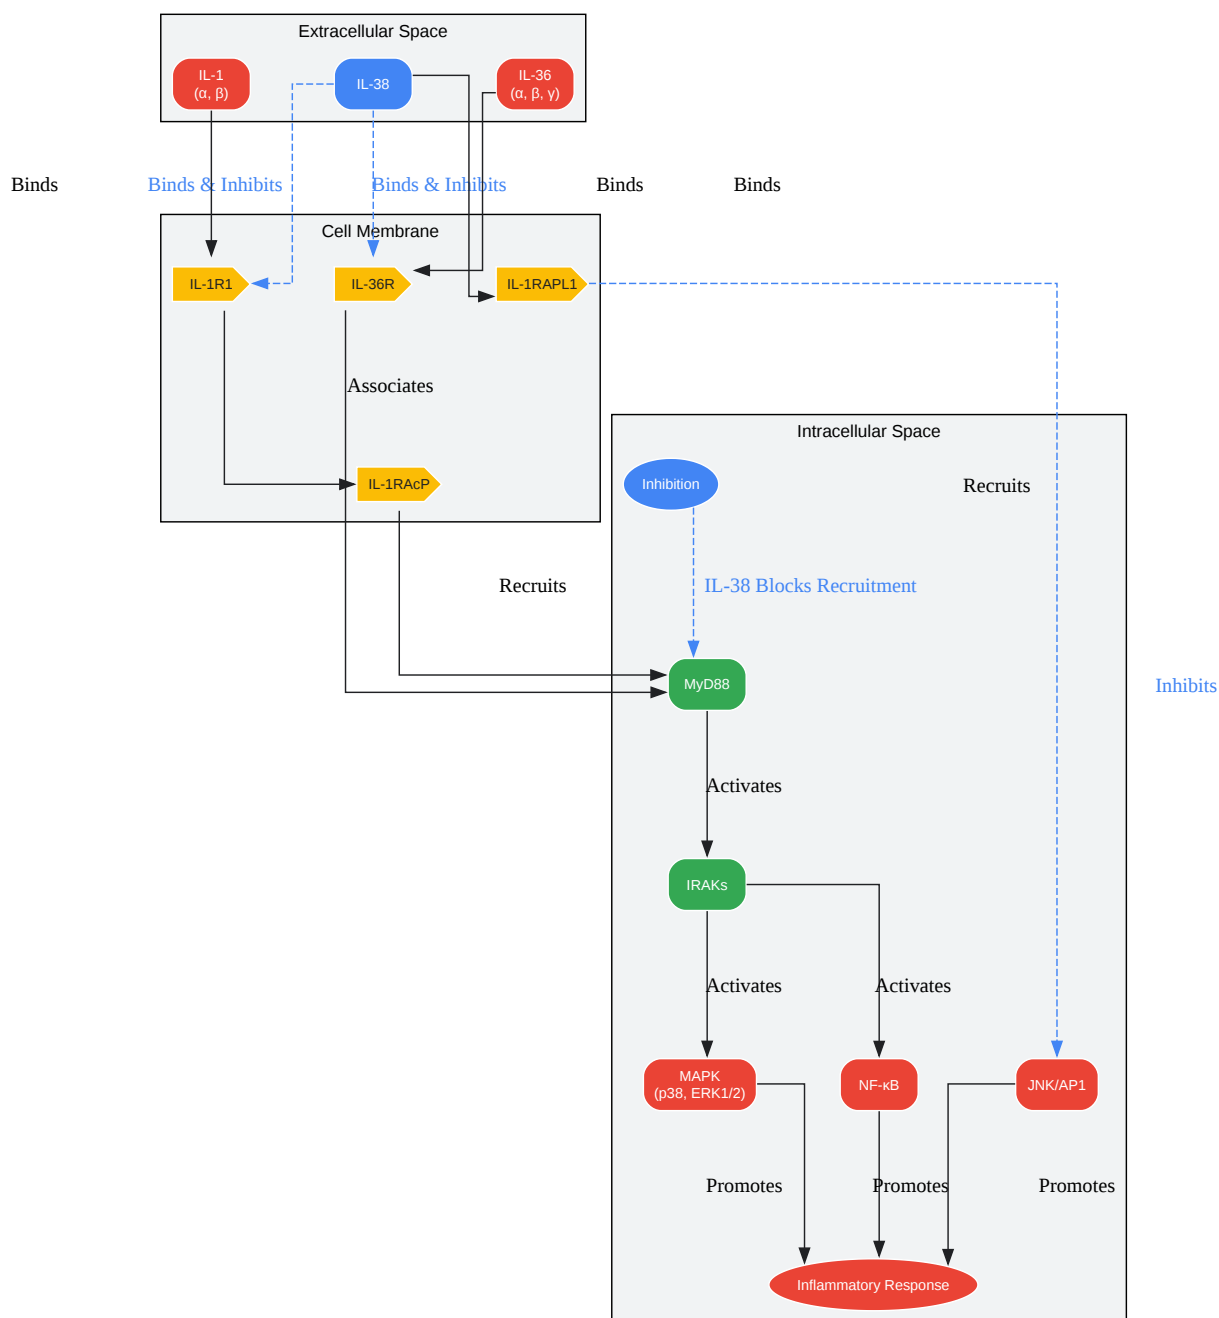 Extracellular Space
IL-1
(α, β)
IL-38
IL-36
(α, β, γ)
Binds
Binds & Inhibits
Binds & Inhibits
Binds
Binds
Cell Membrane
IL-1R1
IL-36R
IL-1RAPL1
Associates
Intracellular Space
IL-1RAcP
Inhibition
Recruits
Recruits
IL-38 Blocks Recruitment
MyD88
Inhibits
Activates
IRAKs
Activates
Activates
MAPK
(p38, ERK1/2)
NF-κB
JNK/AP1
Promotes
Promotes
Promotes
Inflammatory Response